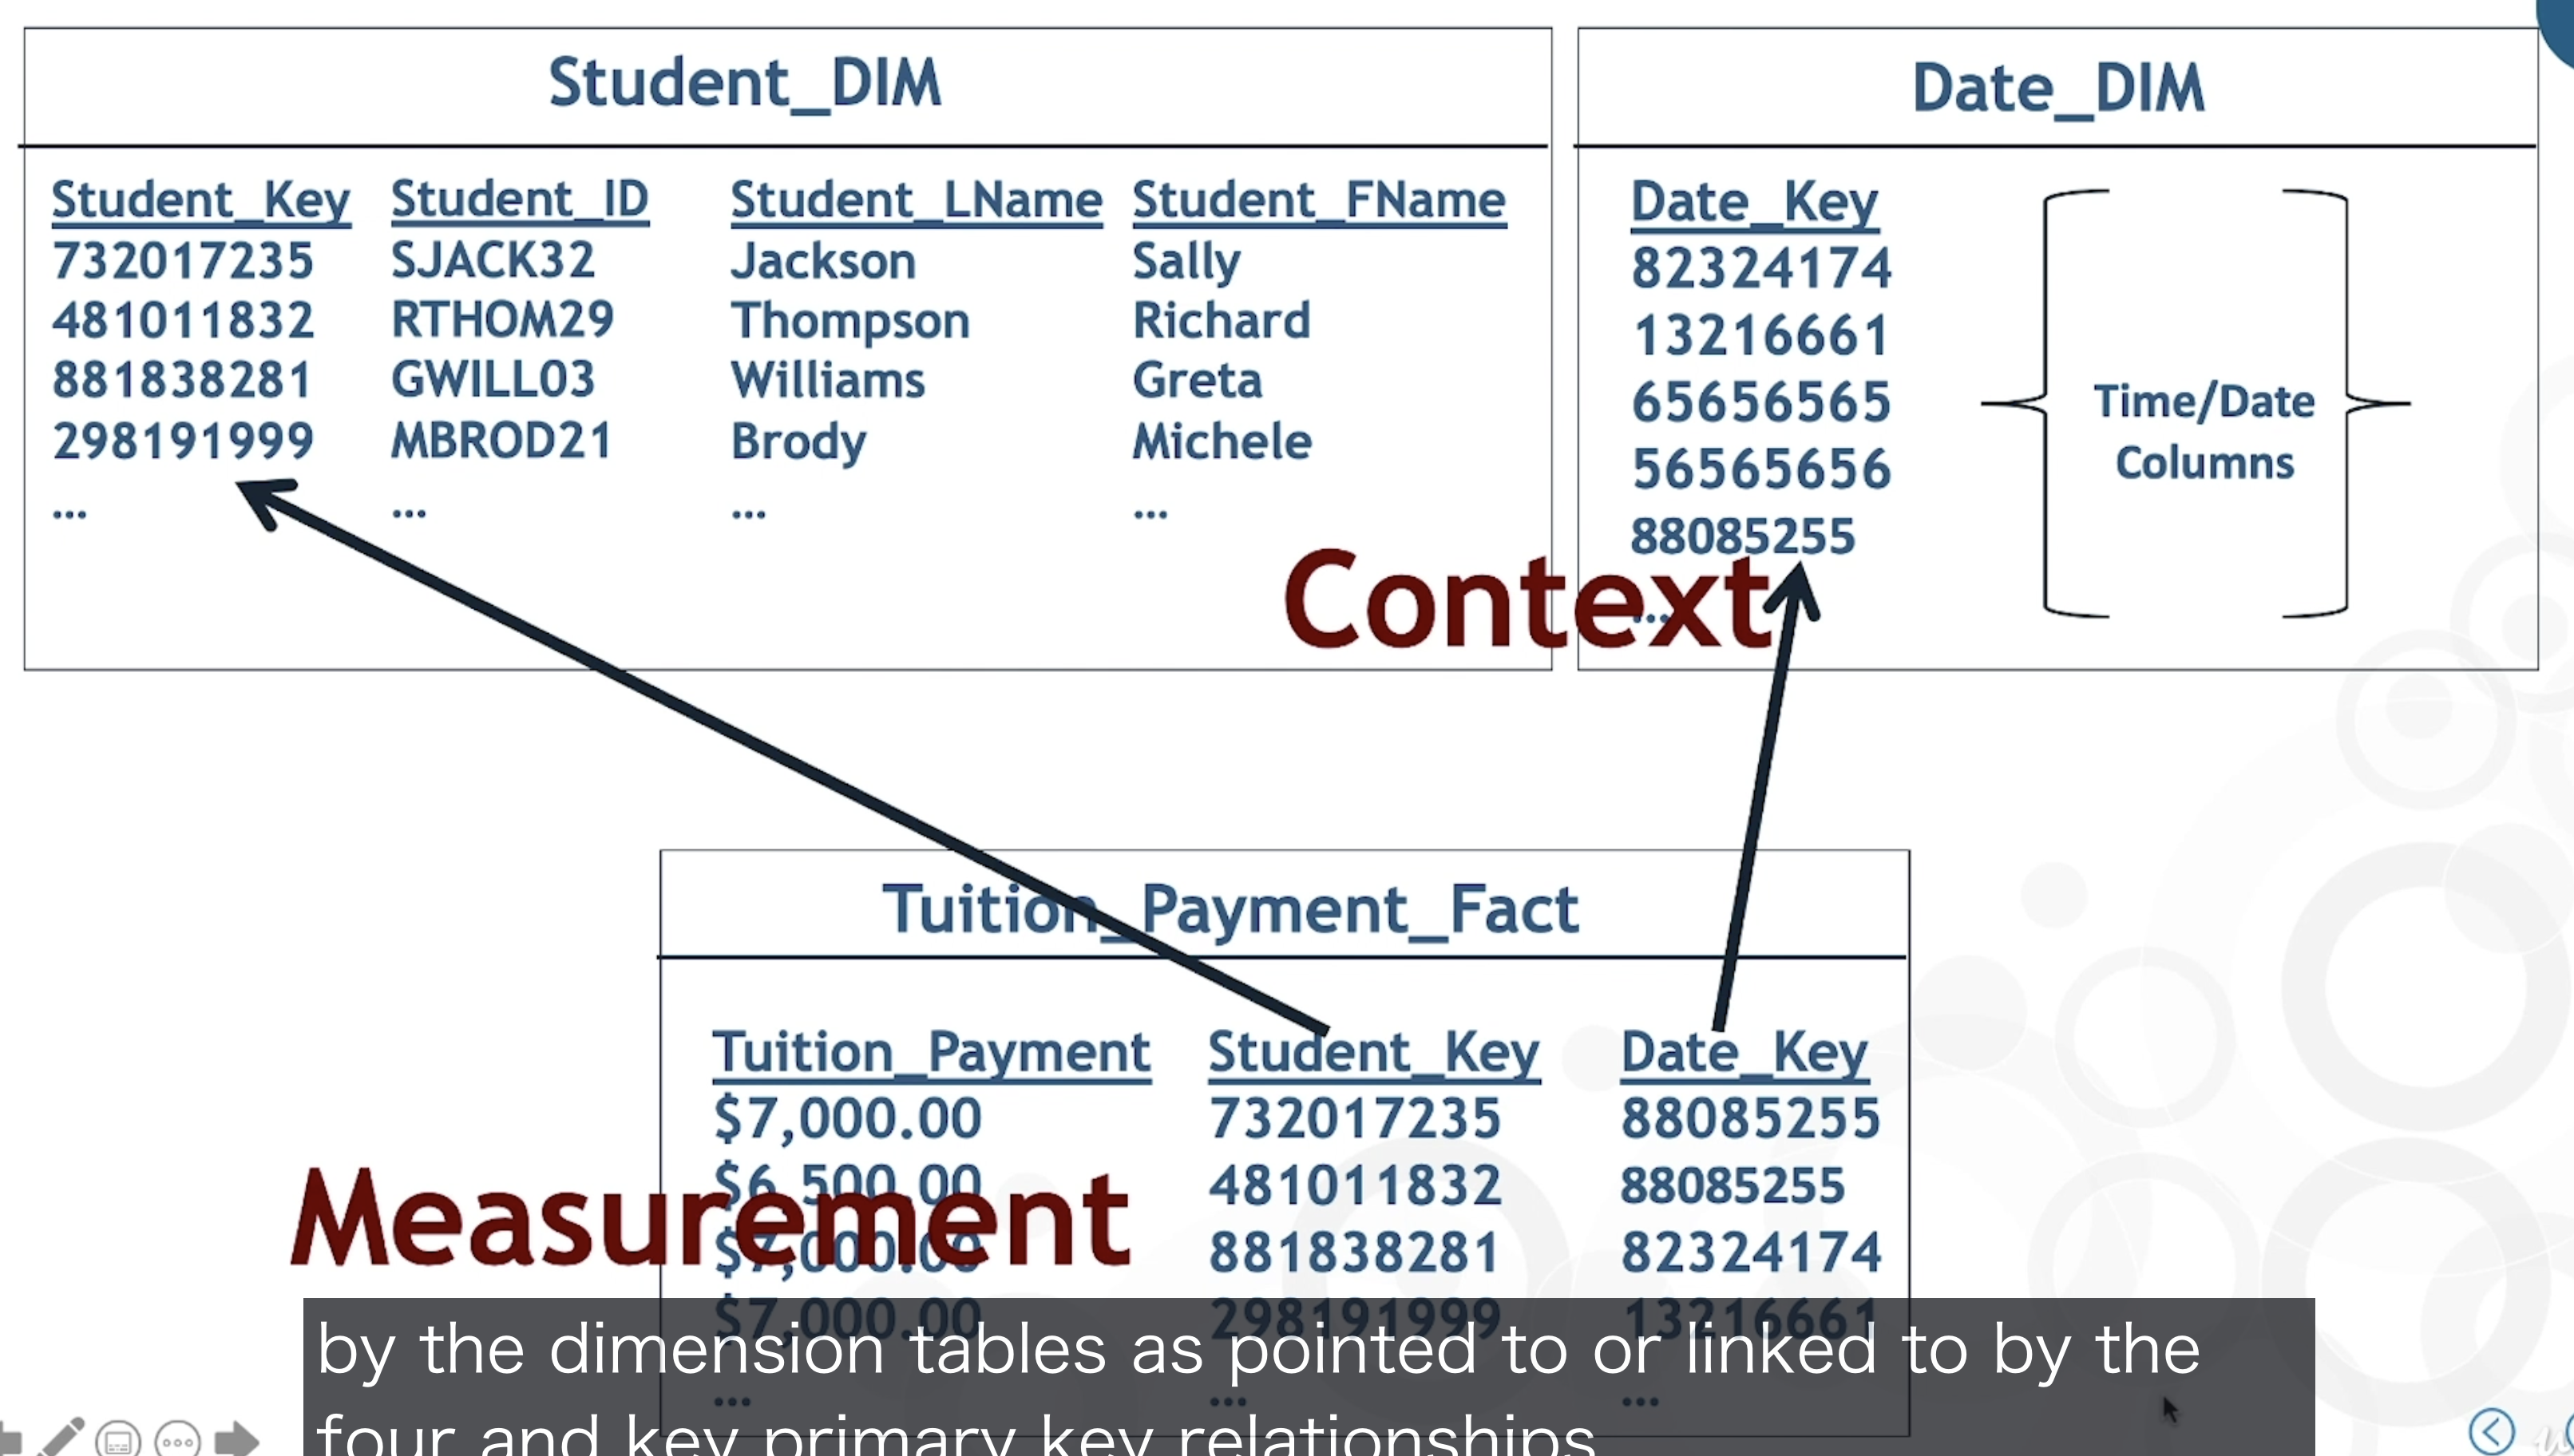 Student_DIM
Student_Key Student_ID Student_LName Student_FName
732017235 SJACK32 Jackson Sally
481011832 RTHOM29 Thompson Richard
881838281 GWILL03 Williams Greta
298191999 MBROD21 Brody Michele
... ... ... ...
Date_DIM
Date_Key
82324174
13216661
65656565
56565656
88085255
...
Time/Date
Columns
Context
Tuition_Payment_Fact
Tuition_Payment Student_Key Date_Key
$7,000.00 732017235 88085255
$6,500.00 481011832 88085255
$7,000.00 881838281 82324174
$7,000.00 298191999 13216661
... ... ...
Measurement
by the dimension tables as pointed to or linked to by the
four and key primary key relationships